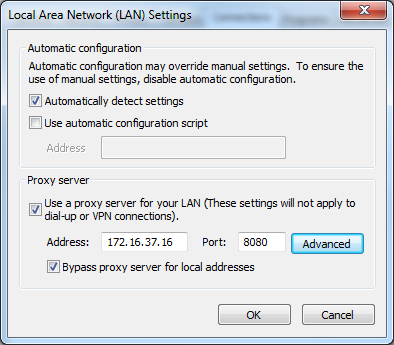 Local Area Network (LAN) Settings
Automatic configuration
Automatic configuration may override manual settings. To ensure the
use of manual settings, disable automatic configuration.
Automatically detect settings
Use automatic configuration script
Address
Proxy server
Use a proxy server for your LAN (These settings will not apply to
dial-up or VPN connections).
Address: 172.16.37.16 Port: 8080 Advanced
Bypass proxy server for local addresses
OK Cancel